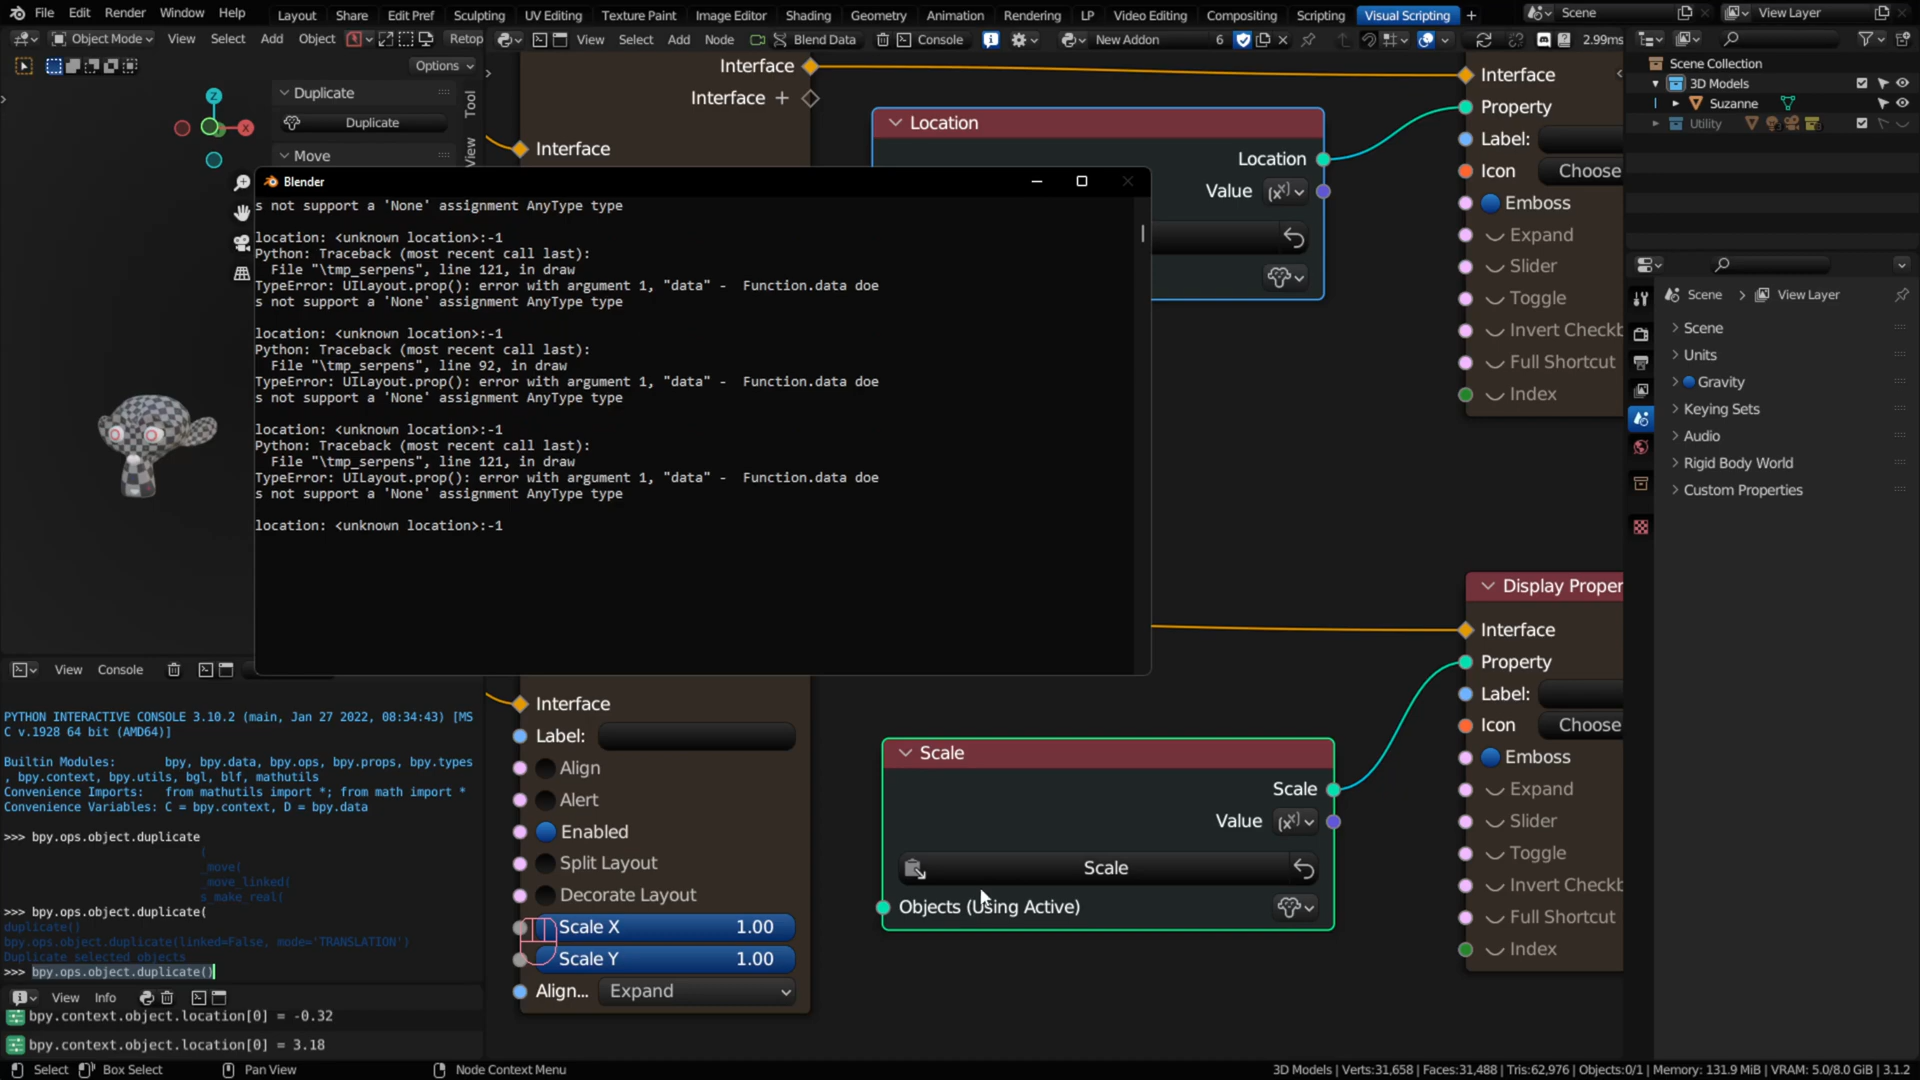 File Edit Render Window Help Layout Share Edit Pref Sculpting UV Editing Texture Paint Image Editor Shading Geometry Animation Rendering LP Video Editing Compositing Scripting Visual Scripting + Scene View Layer
Object Mode View Select Add Object Retop View Select Add Node Blend Data Console New Addon 6 2.99ms
Options
Duplicate
Duplicate
Move
Tool
View
Z
X
Interface
Interface +
Interface
Location
Location
Value
Interface
Property
Label:
Icon Choose
Emboss
Expand
Slider
Toggle
Invert Checkb
Full Shortcut
Index
Blender
s not support a 'None' assignment AnyType type
location: <unknown location>:-1
Python: Traceback (most recent call last):
File "\tmp_serpens", line 121, in draw
TypeError: UILayout.prop(): error with argument 1, "data" - Function.data doe
s not support a 'None' assignment AnyType type
location: <unknown location>:-1
Python: Traceback (most recent call last):
File "\tmp_serpens", line 92, in draw
TypeError: UILayout.prop(): error with argument 1, "data" - Function.data doe
s not support a 'None' assignment AnyType type
location: <unknown location>:-1
Python: Traceback (most recent call last):
File "\tmp_serpens", line 121, in draw
TypeError: UILayout.prop(): error with argument 1, "data" - Function.data doe
s not support a 'None' assignment AnyType type
location: <unknown location>:-1
Scene Collection
3D Models
Suzanne
Utility
Scene > View Layer
Scene
Units
Gravity
Keying Sets
Audio
Rigid Body World
Custom Properties
Display Proper
Interface
Property
Label:
Icon Choose
Emboss
Expand
Slider
Toggle
Invert Checkb
Full Shortcut
Index
Interface
Label:
Align
Alert
Enabled
Split Layout
Decorate Layout
Scale X 1.00
Scale Y 1.00
Align... Expand
Scale
Scale
Value
Scale
Objects (Using Active)
View Console
PYTHON INTERACTIVE CONSOLE 3.10.2 (main, Jan 27 2022, 08:34:43) [MS
C v.1928 64 bit (AMD64)]
Builtin Modules: bpy, bpy.data, bpy.ops, bpy.props, bpy.types
, bpy.context, bpy.utils, bgl, blf, mathutils
Convenience Imports: from mathutils import *; from math import *
Convenience Variables: C = bpy.context, D = bpy.data
>>> bpy.ops.object.duplicate
(
_move(
_move_linked(
s_make_real(
>>> bpy.ops.object.duplicate(
duplicate()
bpy.ops.object.duplicate(linked=False, mode='TRANSLATION')
Duplicate selected objects
>>> bpy.ops.object.duplicate()
View Info
bpy.context.object.location[0] = -0.32
bpy.context.object.location[0] = 3.18
Select Box Select Pan View Node Context Menu 3D Models | Verts:31,658 | Faces:31,488 | Tris:62,976 | Objects:0/1 | Memory: 131.9 MiB | VRAM: 5.0/8.0 GiB | 3.1.2